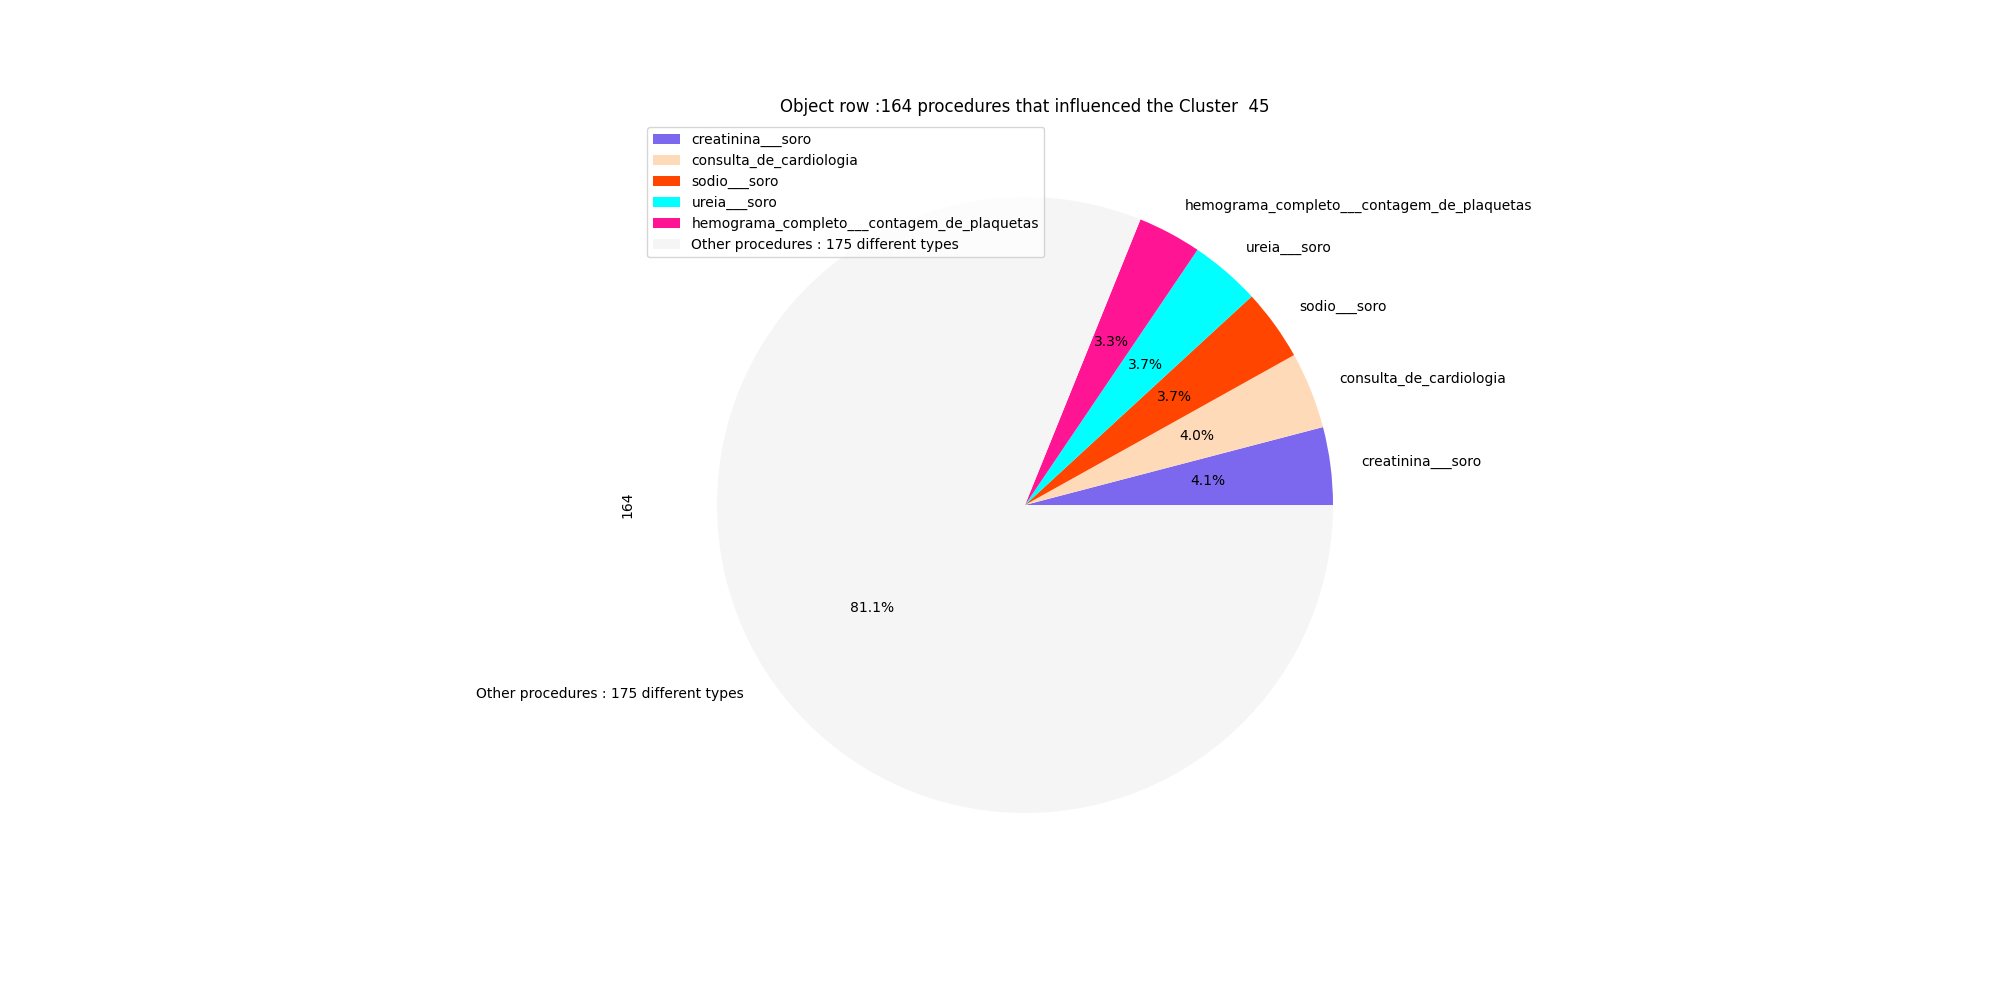 Object row :164 procedures that influenced the Cluster  45
creatinina___soro
consulta_de_cardiologia
sodio___soro
ureia___soro
hemograma_completo___contagem_de_plaquetas
Other procedures : 175 different types
hemograma_completo___contagem_de_plaquetas
ureia___soro
sodio___soro
consulta_de_cardiologia
creatinina___soro
3.3%
3.7%
3.7%
4.0%
4.1%
164
81.1%
Other procedures : 175 different types